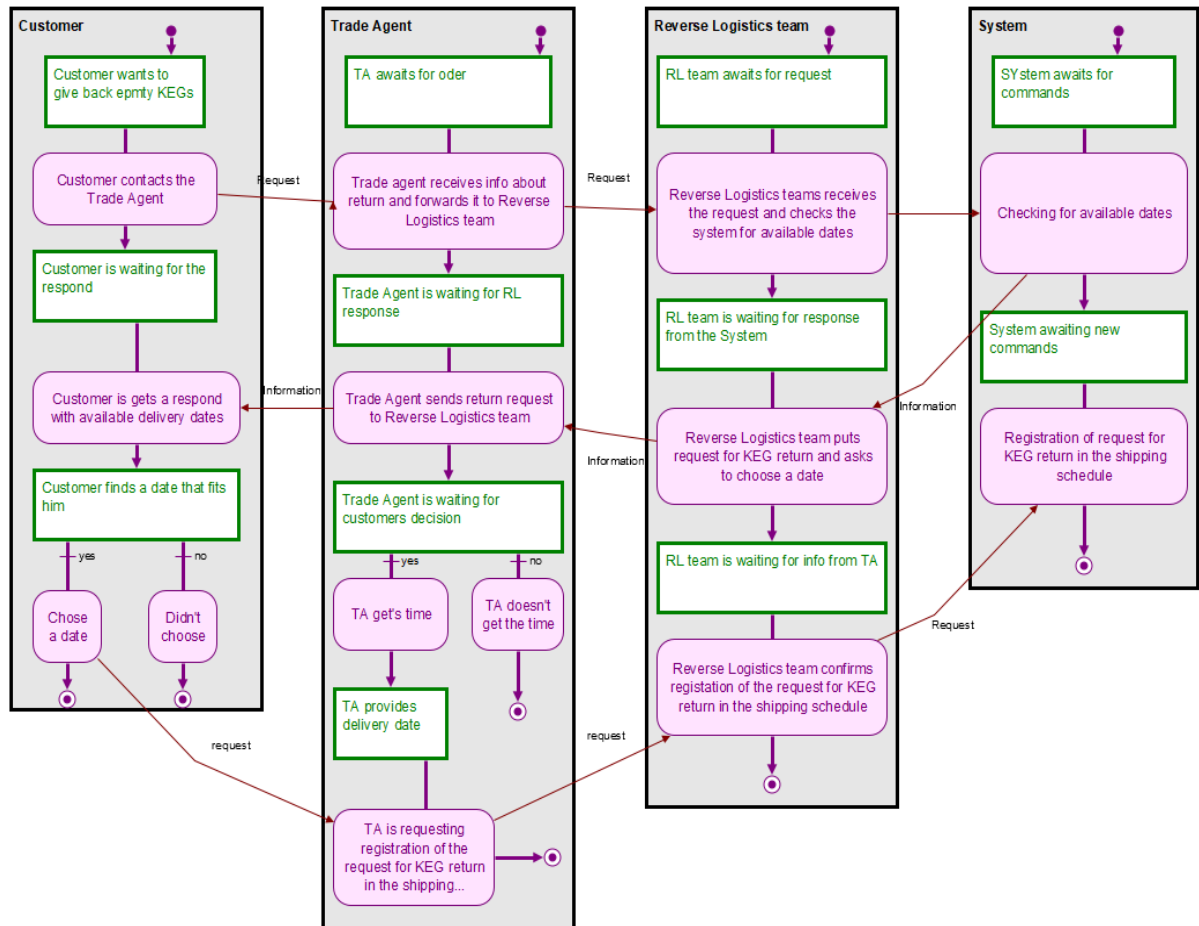 Customer
Customer wants to
give back epmty KEGs
Customer contacts the
Trade Agent
Customer is waiting for the
respond
Customer is gets a respond
with available delivery dates
Customer finds a date that fits
him
yes
no
Chose
a date
Didn't
choose
Request
Information
request
Trade Agent
TA awaits for oder
Trade agent receives info about
return and forwards it to Reverse
Logistics team
Trade Agent is waiting for RL
response
Trade Agent sends return request
to Reverse Logistics team
Trade Agent is waiting for
customers decision
yes
no
TA get's time
TA doesn't
get the time
TA provides
delivery date
TA is requesting
registration of the
request for KEG return
in the shipping...
Request
Information
request
Reverse Logistics team
RL team awaits for request
Reverse Logistics teams receives
the request and checks the
system for available dates
RL team is waiting for response
from the System
Reverse Logistics team puts
request for KEG return and asks
to choose a date
RL team is waiting for info from TA
Reverse Logistics team confirms
registation of the request for KEG
return in the shipping schedule
Information
Request
System
SYstem awaits for
commands
Checking for available dates
System awaiting new
commands
Registration of request for
KEG return in the shipping
schedule